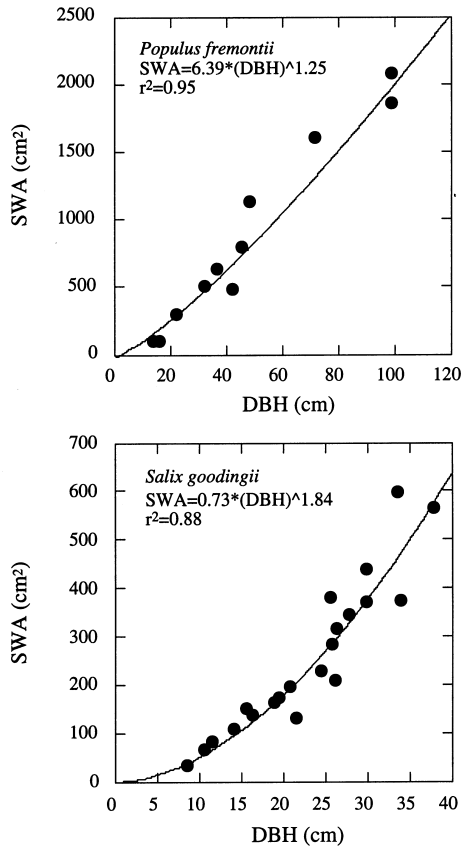 2500
Populus fremontii
SWA=6.39*(DBH)^1.25
r²=0.95
2000
1500
1000
500
0
SWA (cm²)
0 20 40 60 80 100 120
DBH (cm)
700
Salix goodingii
SWA=0.73*(DBH)^1.84
r²=0.88
600
500
400
300
200
100
0
SWA (cm²)
0 5 10 15 20 25 30 35 40
DBH (cm)